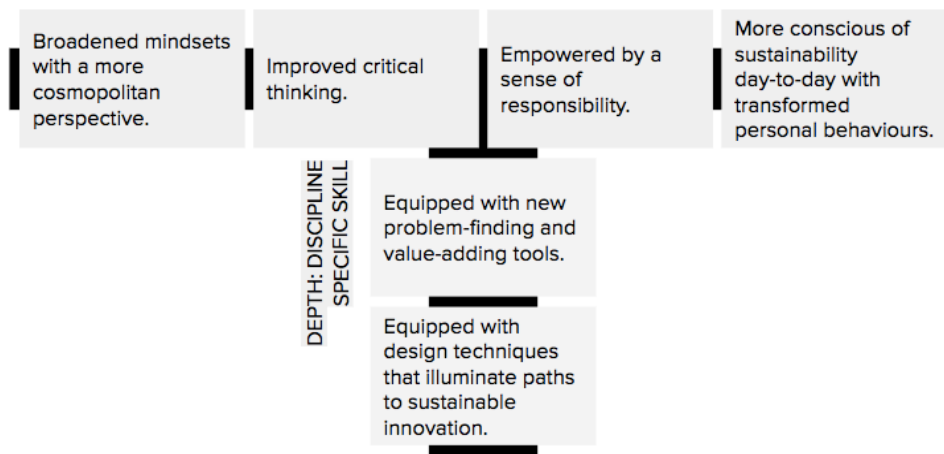 Broadened mindsets
with a more
cosmopolitan
perspective.
Improved critical
thinking.
Empowered by a
sense of
responsibility.
More conscious of
sustainability
day-to-day with
transformed
personal behaviours.
DEPTH: DISCIPLINE
SPECIFIC SKILL
Equipped with new
problem-finding and
value-adding tools.
Equipped with
design techniques
that illuminate paths
to sustainable
innovation.